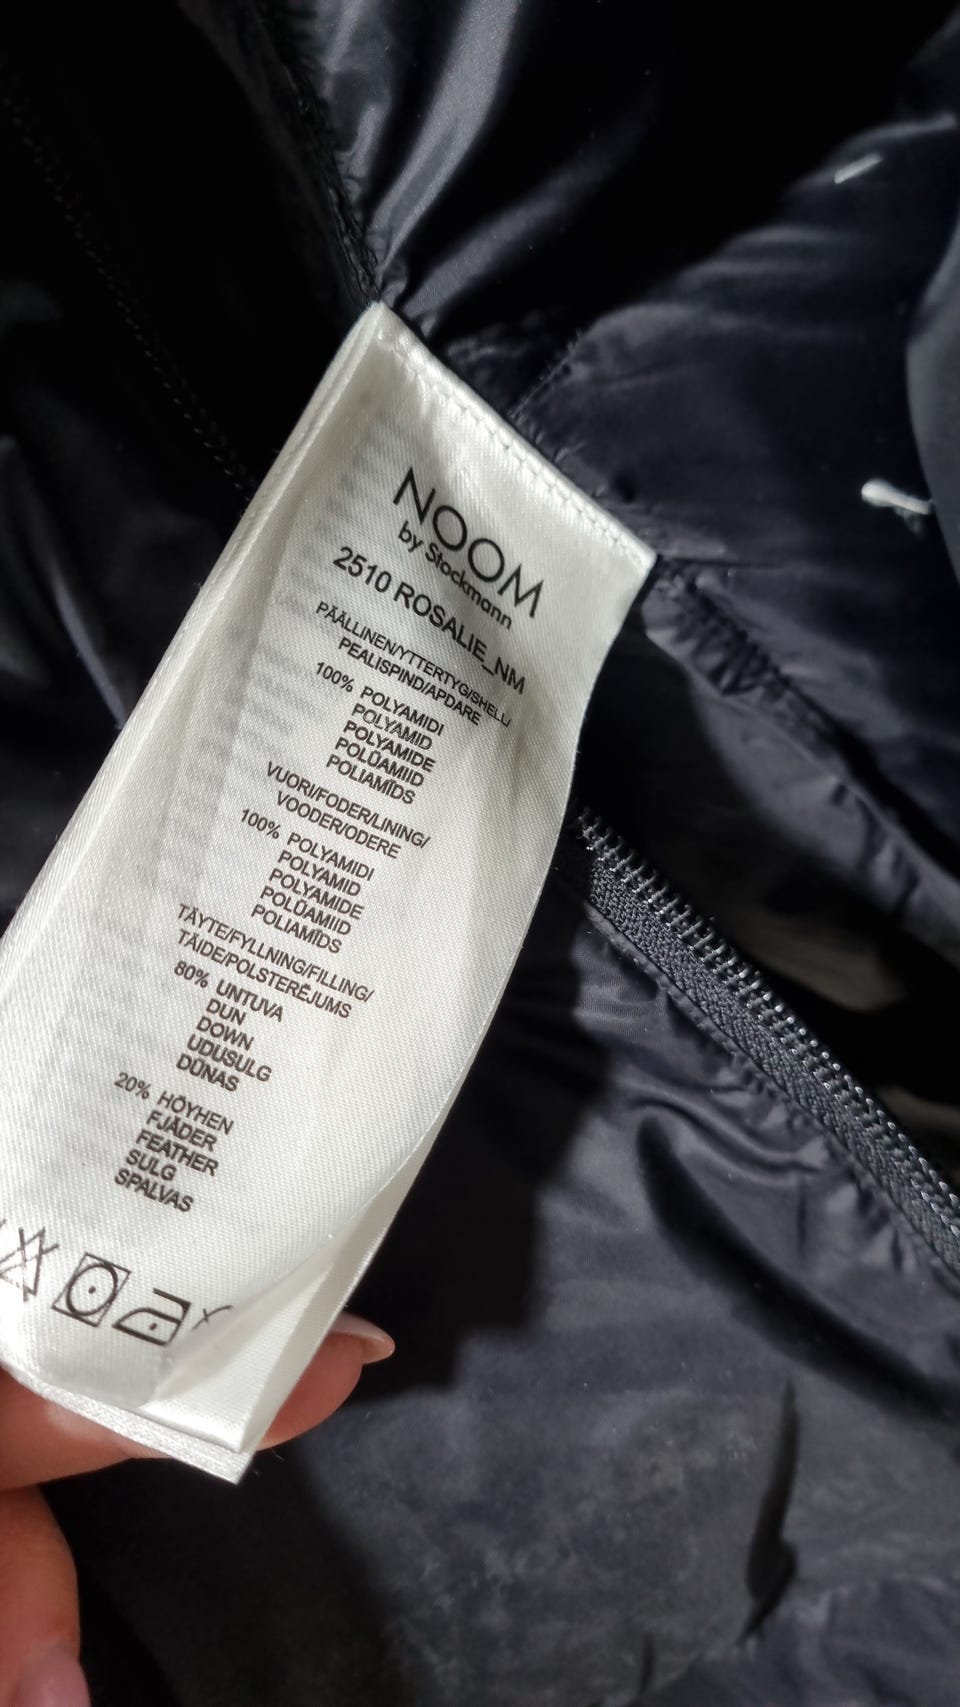 NOOM
by Stockmann
2510 ROSALIE_NM
PÄÄLLINEN/YTTERTYG/SHELL/
PEALISPIND/APDARE
100% POLYAMIDI
POLYAMID
POLYAMIDE
POLÜAMIID
POLIAMĪDS
VUORI/FODER/LINING/
VOODER/ODERE
100% POLYAMIDI
POLYAMID
POLYAMIDE
POLÜAMIID
POLIAMĪDS
TÄYTE/FYLLNING/FILLING/
TÄIDE/POLSTERĒJUMS
80% UNTUVA
DUN
DOWN
UDUSULG
DŪNAS
20% HÖYHEN
FJÄDER
FEATHER
SULG
SPALVAS